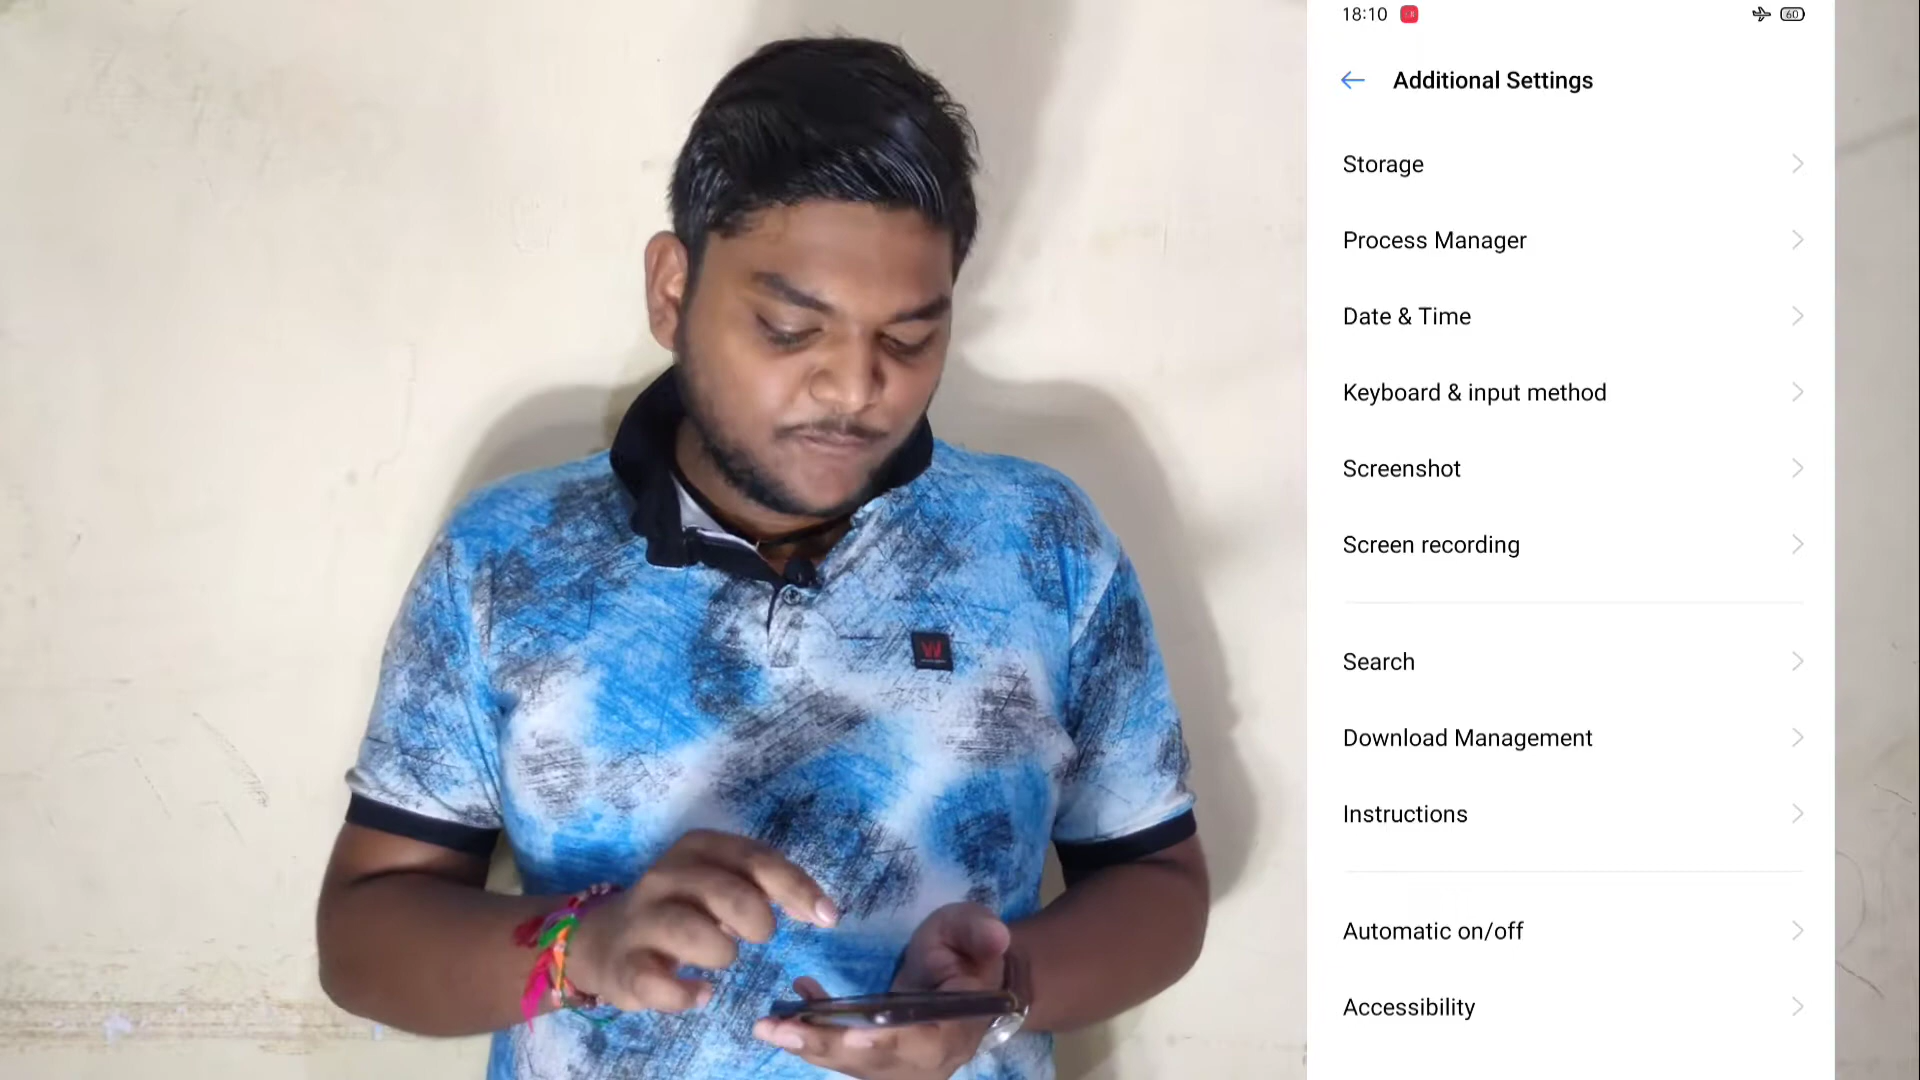 18:10
60
Additional Settings
Storage
Process Manager
Date & Time
Keyboard & input method
Screenshot
Screen recording
Search
Download Management
Instructions
Automatic on/off
Accessibility
W